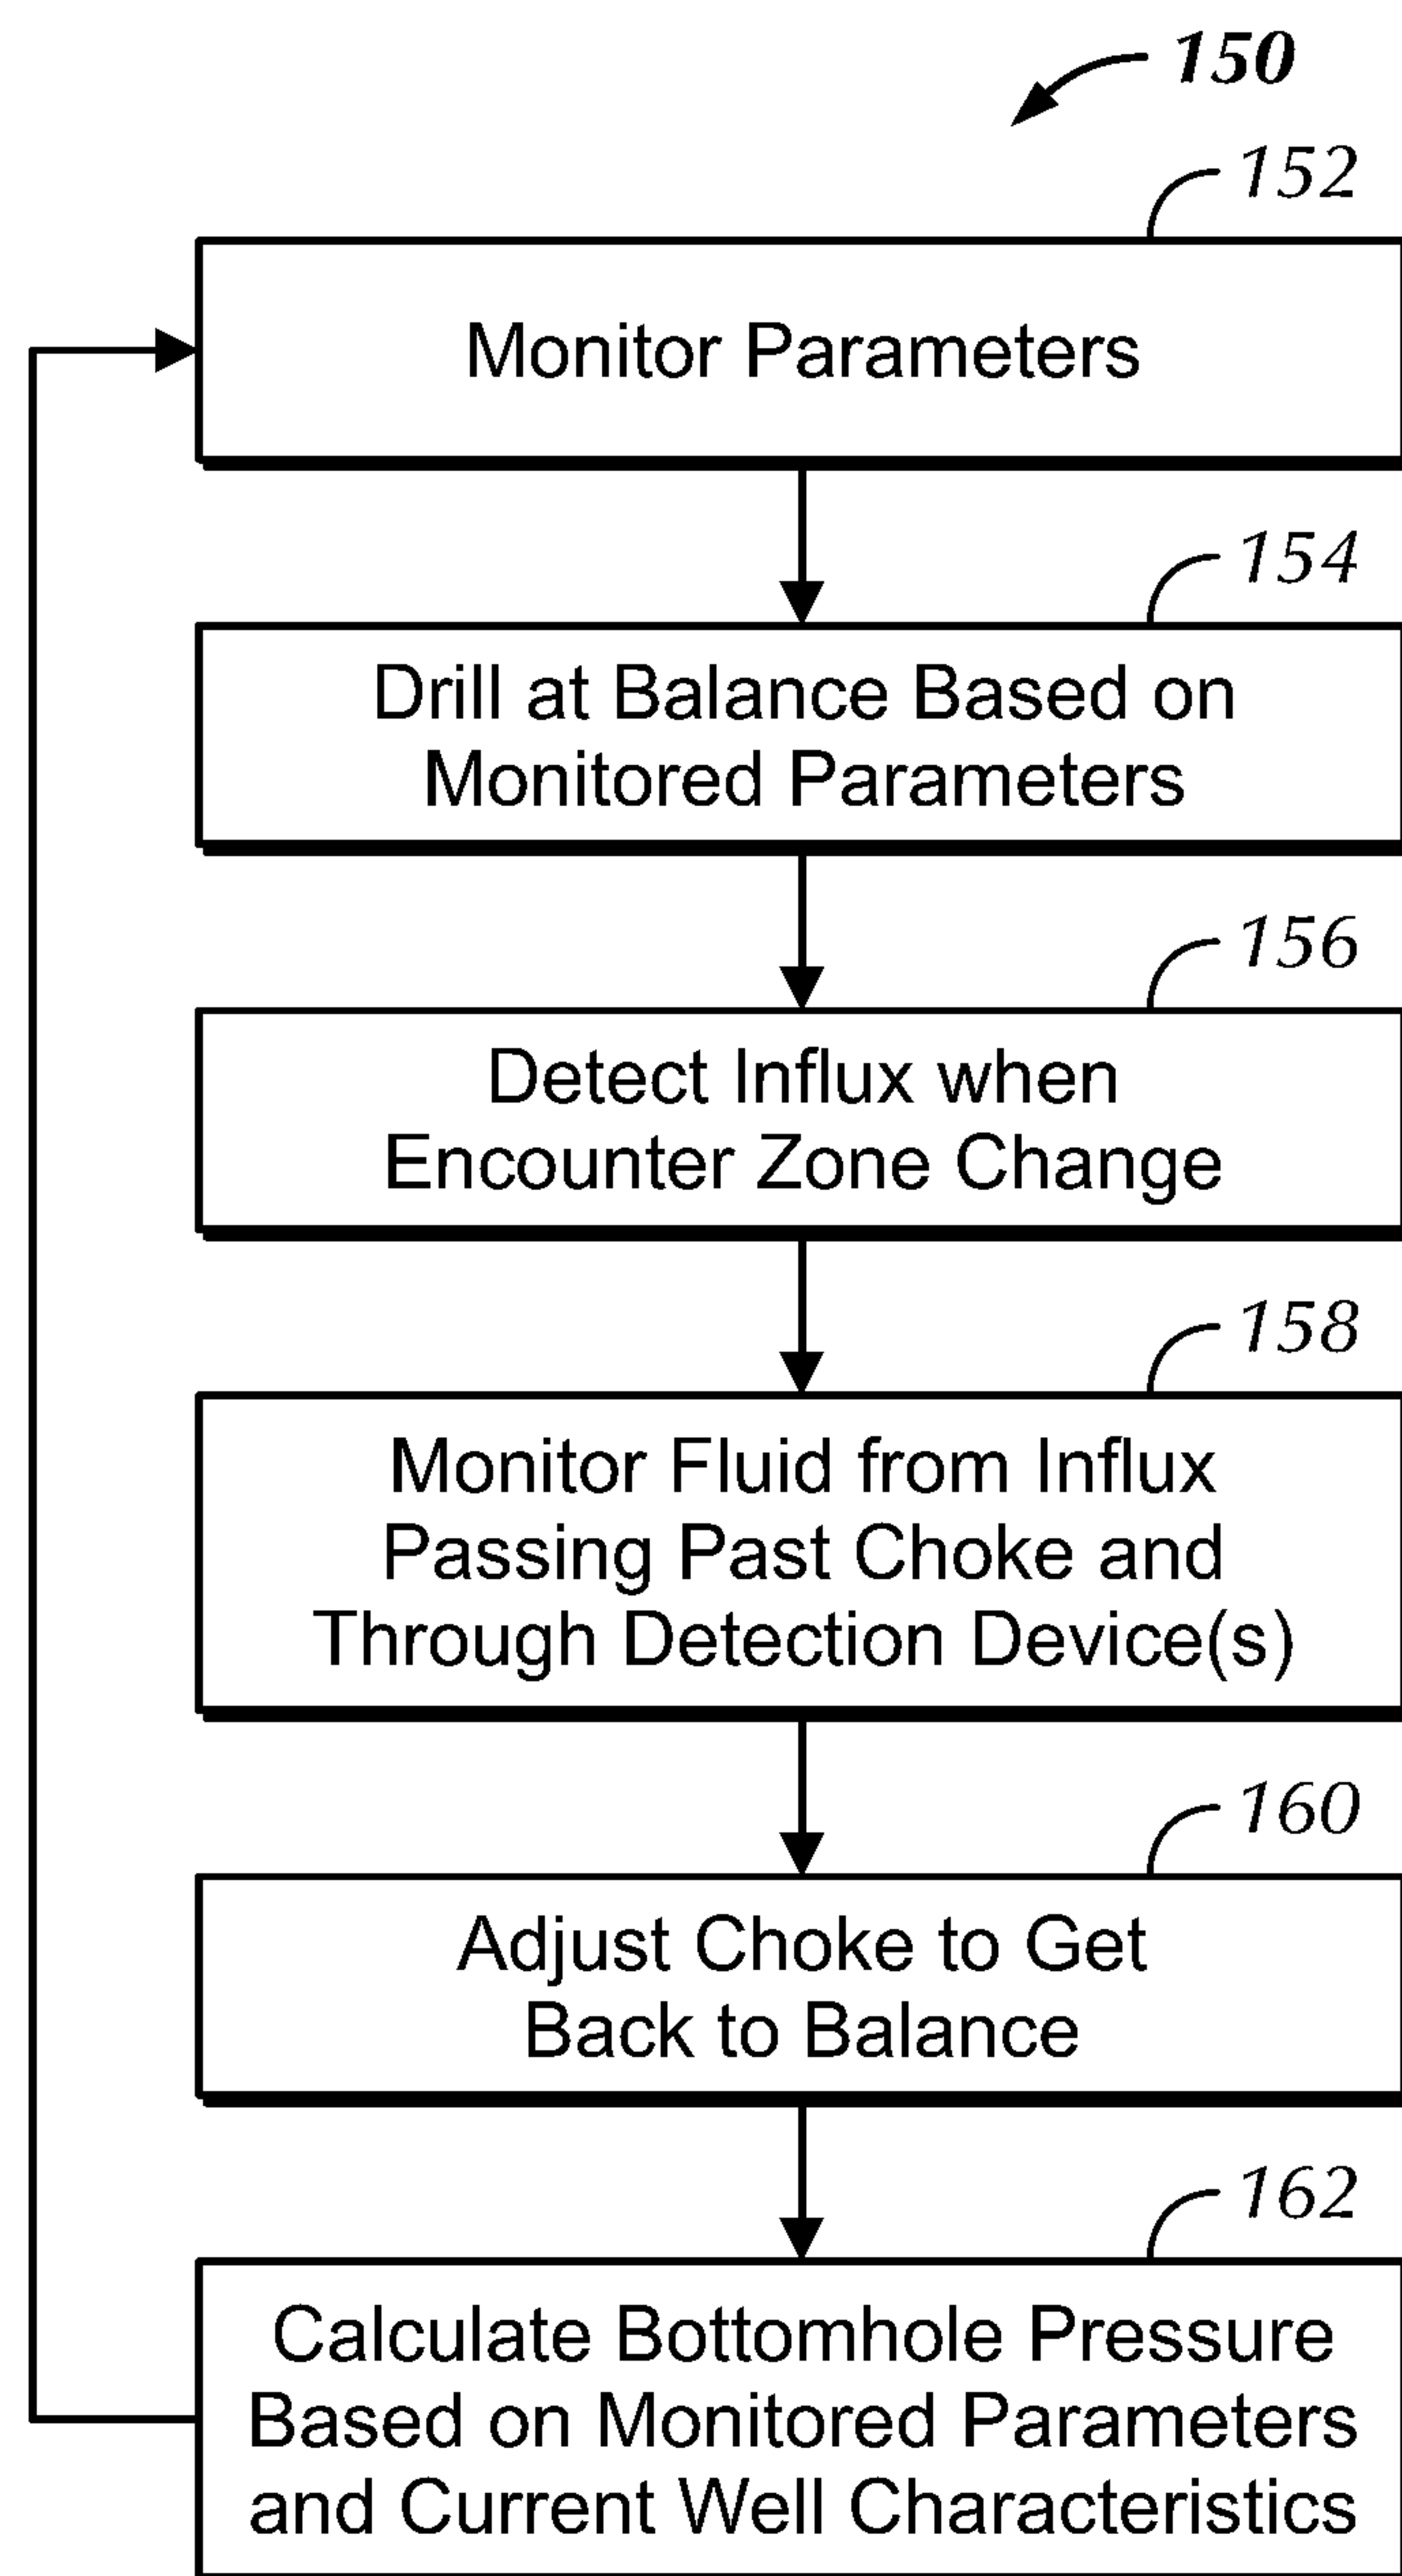 150
152
Monitor Parameters
154
Drill at Balance Based on
Monitored Parameters
156
Detect Influx when
Encounter Zone Change
158
Monitor Fluid from Influx
Passing Past Choke and
Through Detection Device(s)
160
Adjust Choke to Get
Back to Balance
162
Calculate Bottomhole Pressure
Based on Monitored Parameters
and Current Well Characteristics